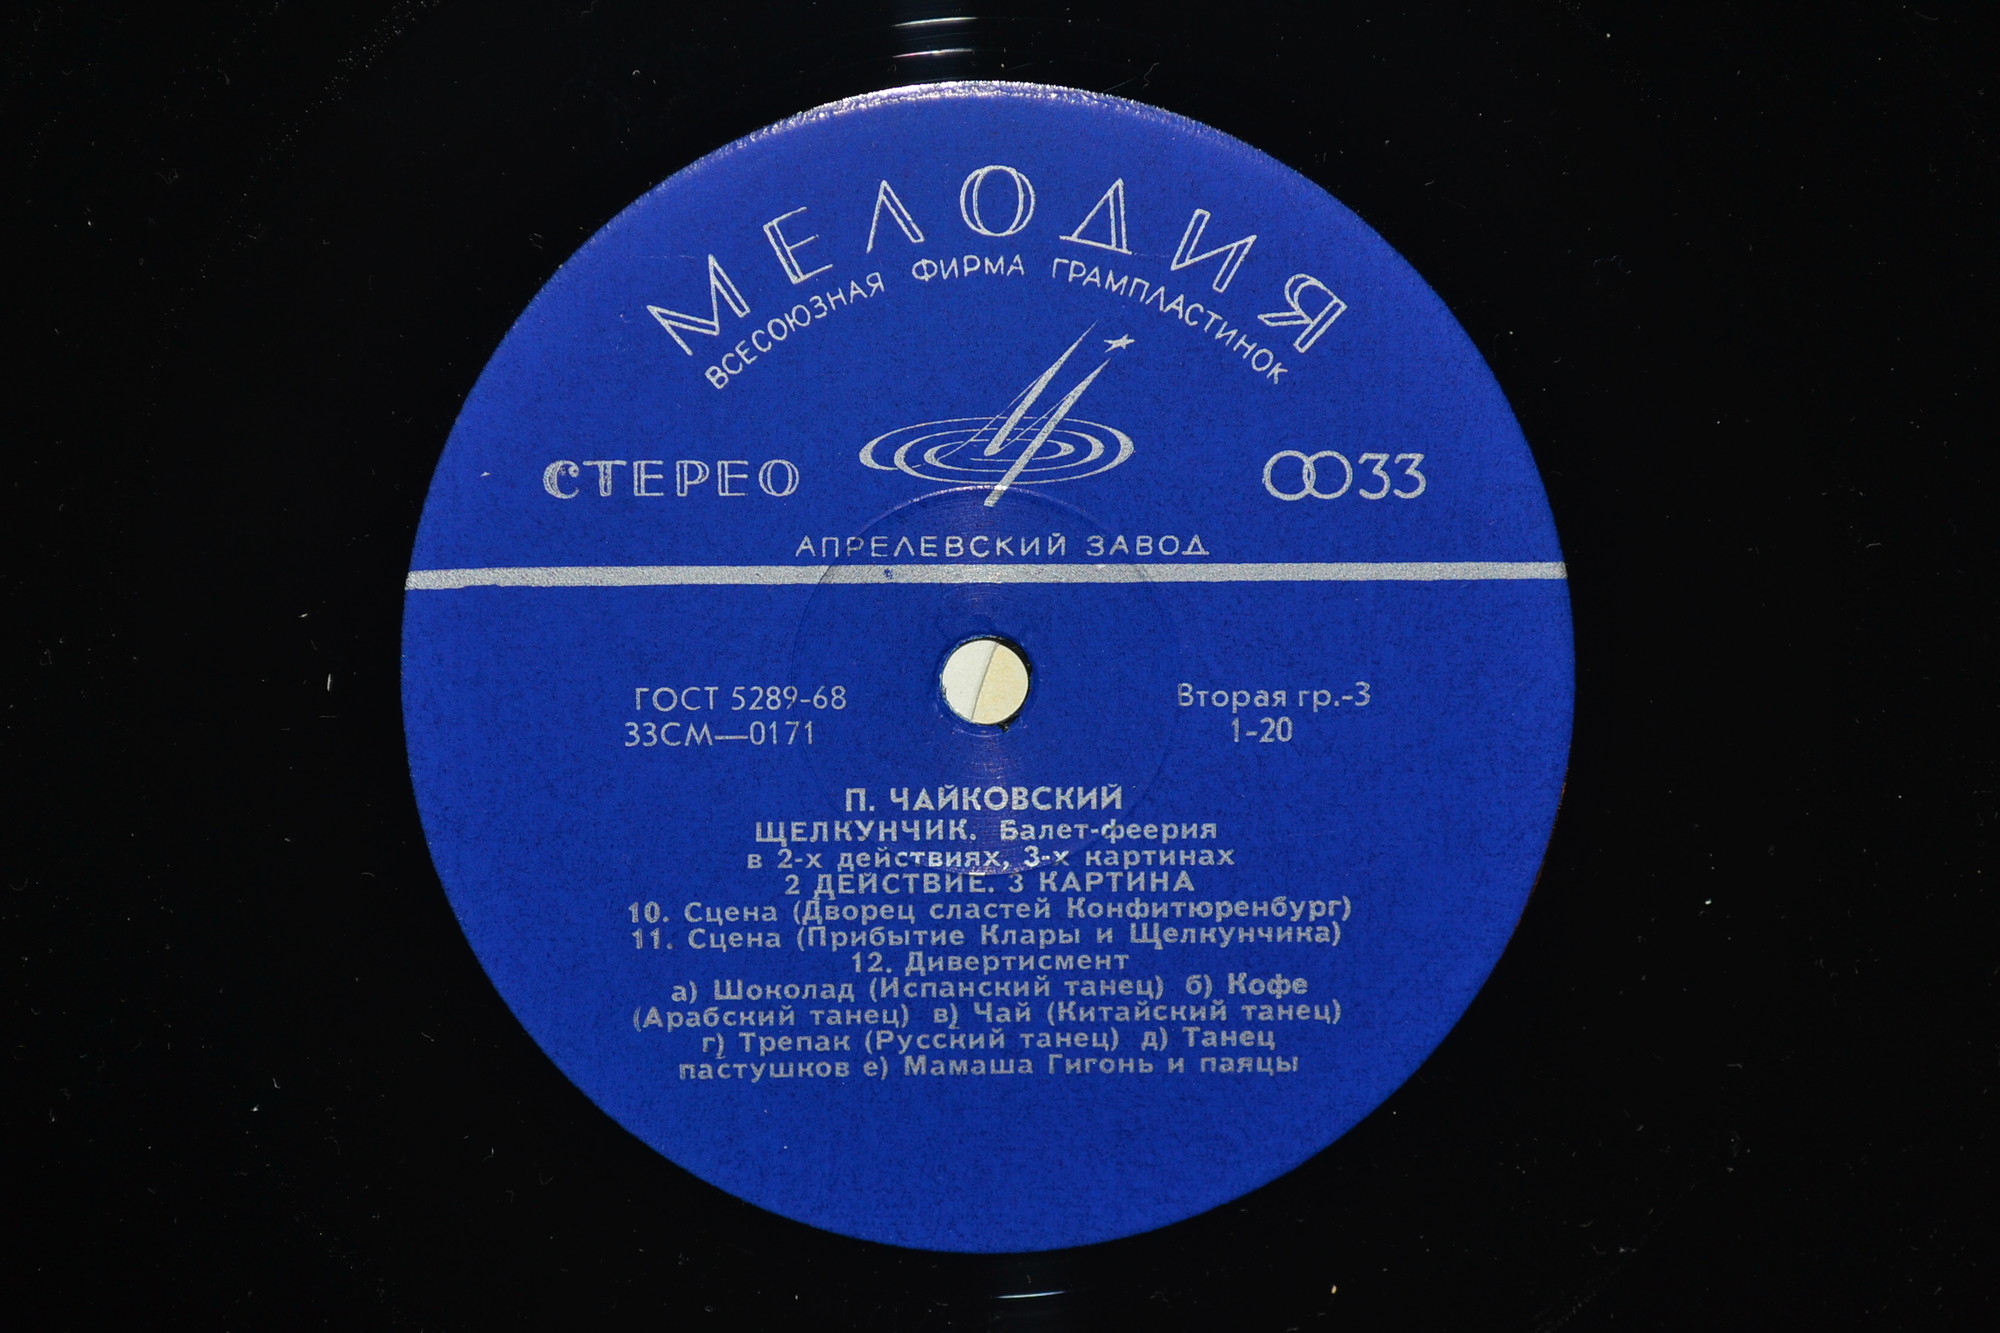 МЕЛОДИЯ
ВСЕСОЮЗНАЯ ФИРМА ГРАМПЛАСТИНОК
СТЕРЕО
33
АПРЕЛЕВСКИЙ ЗАВОД
ГОСТ 5289-68
33СМ—0171
Вторая гр.-3
1-20
П. ЧАЙКОВСКИЙ
ЩЕЛКУНЧИК. Балет-феерия
в 2-х действиях, 3-х картинах
2 ДЕЙСТВИЕ. 3 КАРТИНА
10. Сцена (Дворец сластей Конфитюренбург)
11. Сцена (Прибытие Клары и Щелкунчика)
12. Дивертисмент
а) Шоколад (Испанский танец) б) Кофе
(Арабский танец) в) Чай (Китайский танец)
г) Трепак (Русский танец) д) Танец
пастушков е) Мамаша Гигонь и паяцы